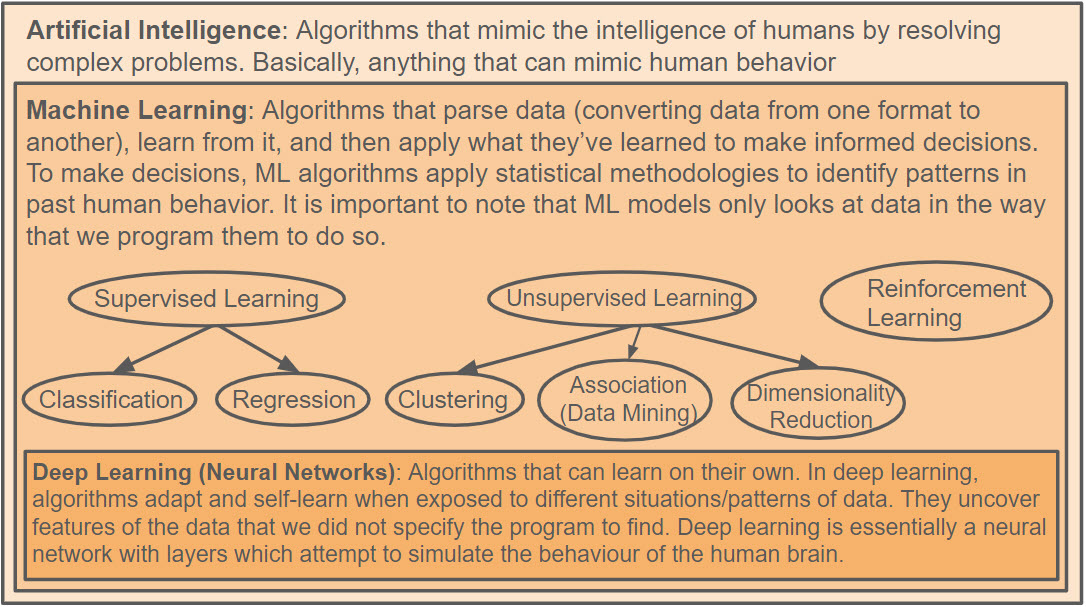 Artificial Intelligence: Algorithms that mimic the intelligence of humans by resolving
complex problems. Basically, anything that can mimic human behavior
Machine Learning: Algorithms that parse data (converting data from one format to
another), learn from it, and then apply what they’ve learned to make informed decisions.
To make decisions, ML algorithms apply statistical methodologies to identify patterns in
past human behavior. It is important to note that ML models only looks at data in the way
that we program them to do so.
Supervised Learning
Unsupervised Learning
Reinforcement
Learning
Classification
Regression
Clustering
Association
(Data Mining)
Dimensionality
Reduction
Deep Learning (Neural Networks): Algorithms that can learn on their own. In deep learning,
algorithms adapt and self-learn when exposed to different situations/patterns of data. They uncover
features of the data that we did not specify the program to find. Deep learning is essentially a neural
network with layers which attempt to simulate the behaviour of the human brain.